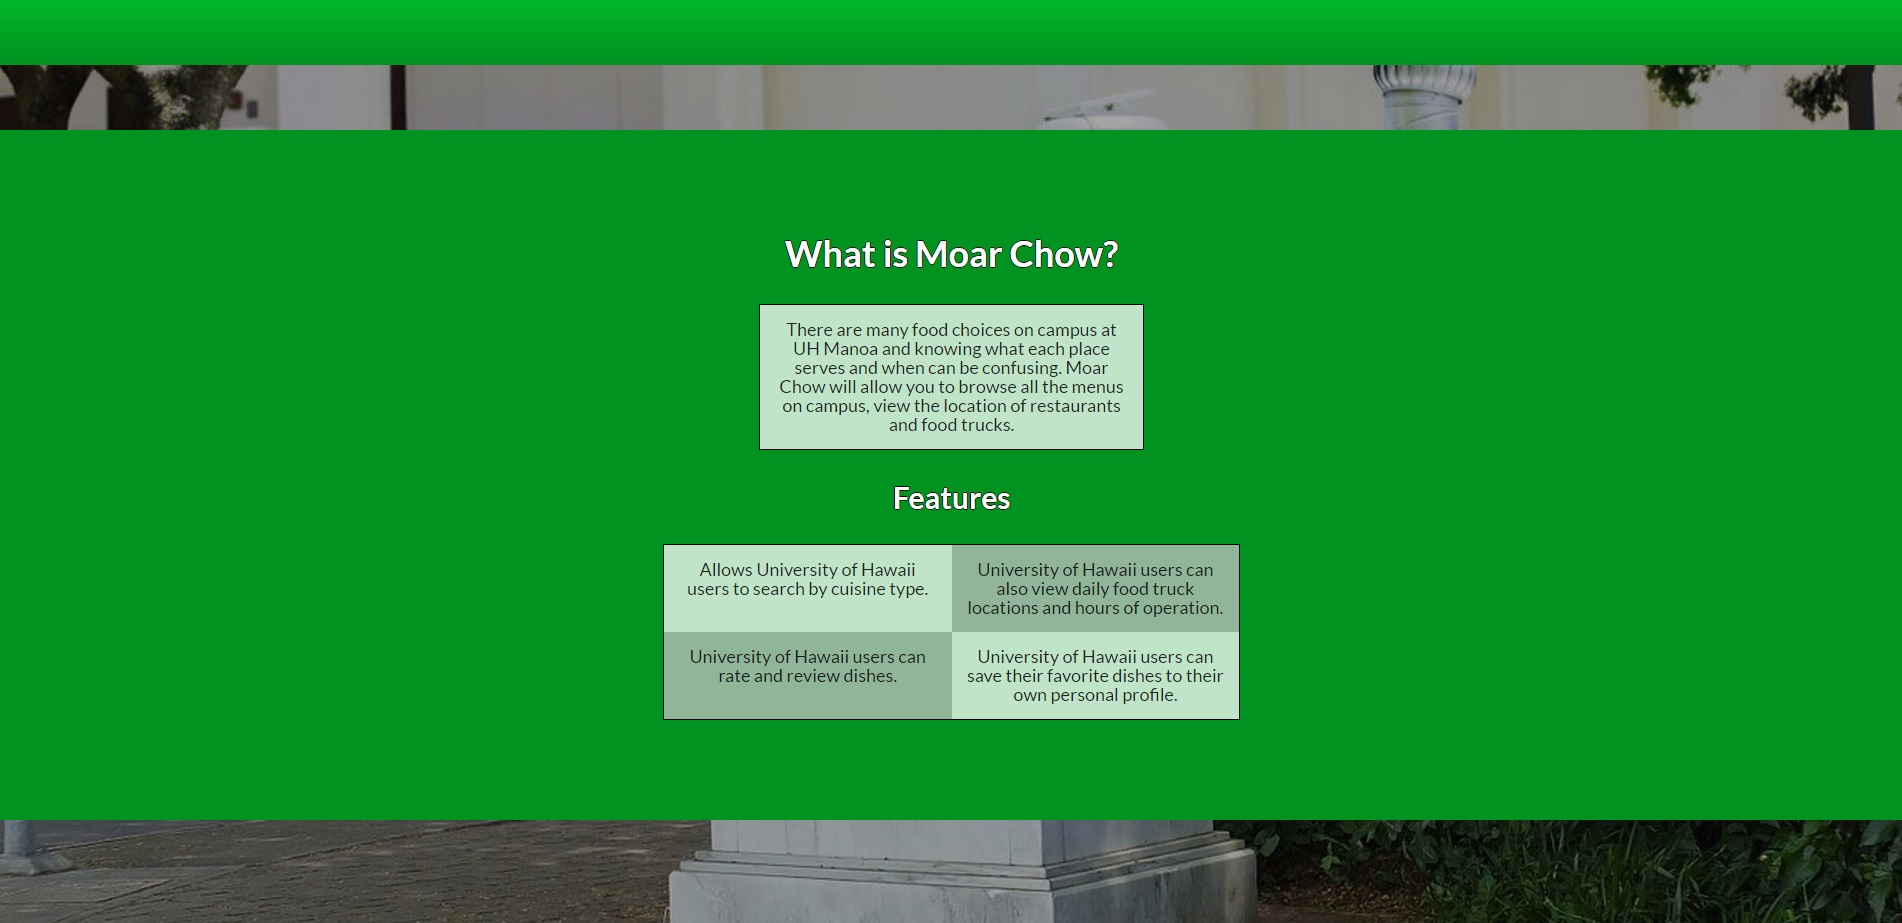 What is Moar Chow?
There are many food choices on campus at
UH Manoa and knowing what each place
serves and when can be confusing. Moar
Chow will allow you to browse all the menus
on campus, view the location of restaurants
and food trucks.
Features
Allows University of Hawaii
users to search by cuisine type.
University of Hawaii users can
also view daily food truck
locations and hours of operation.
University of Hawaii users can
rate and review dishes.
University of Hawaii users can
save their favorite dishes to their
own personal profile.